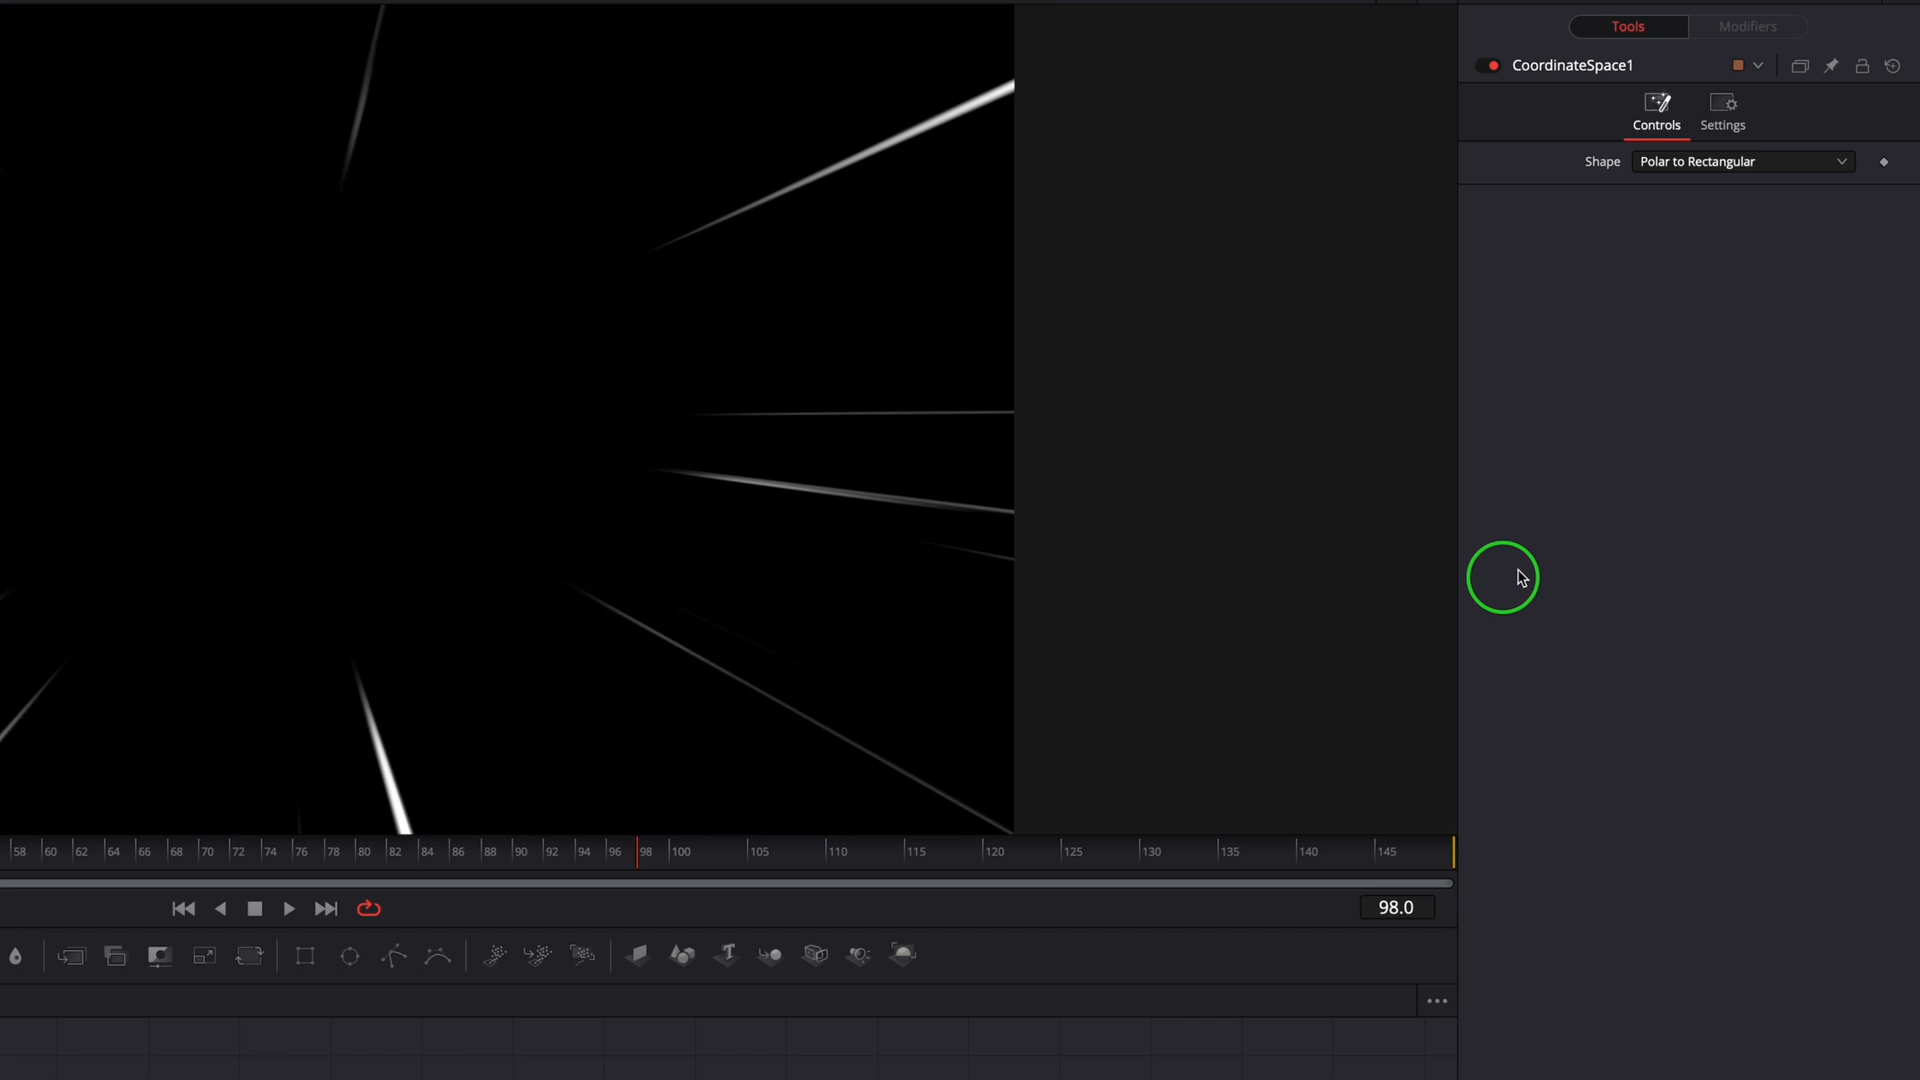 Tools
Modifiers
CoordinateSpace1
Controls
Settings
Shape
Polar to Rectangular
58 60 62 64 66 68 70 72 74 76 78 80 82 84 86 88 90 92 94 96 98 100 105 110 115 120 125 130 135 140 145
98.0
T